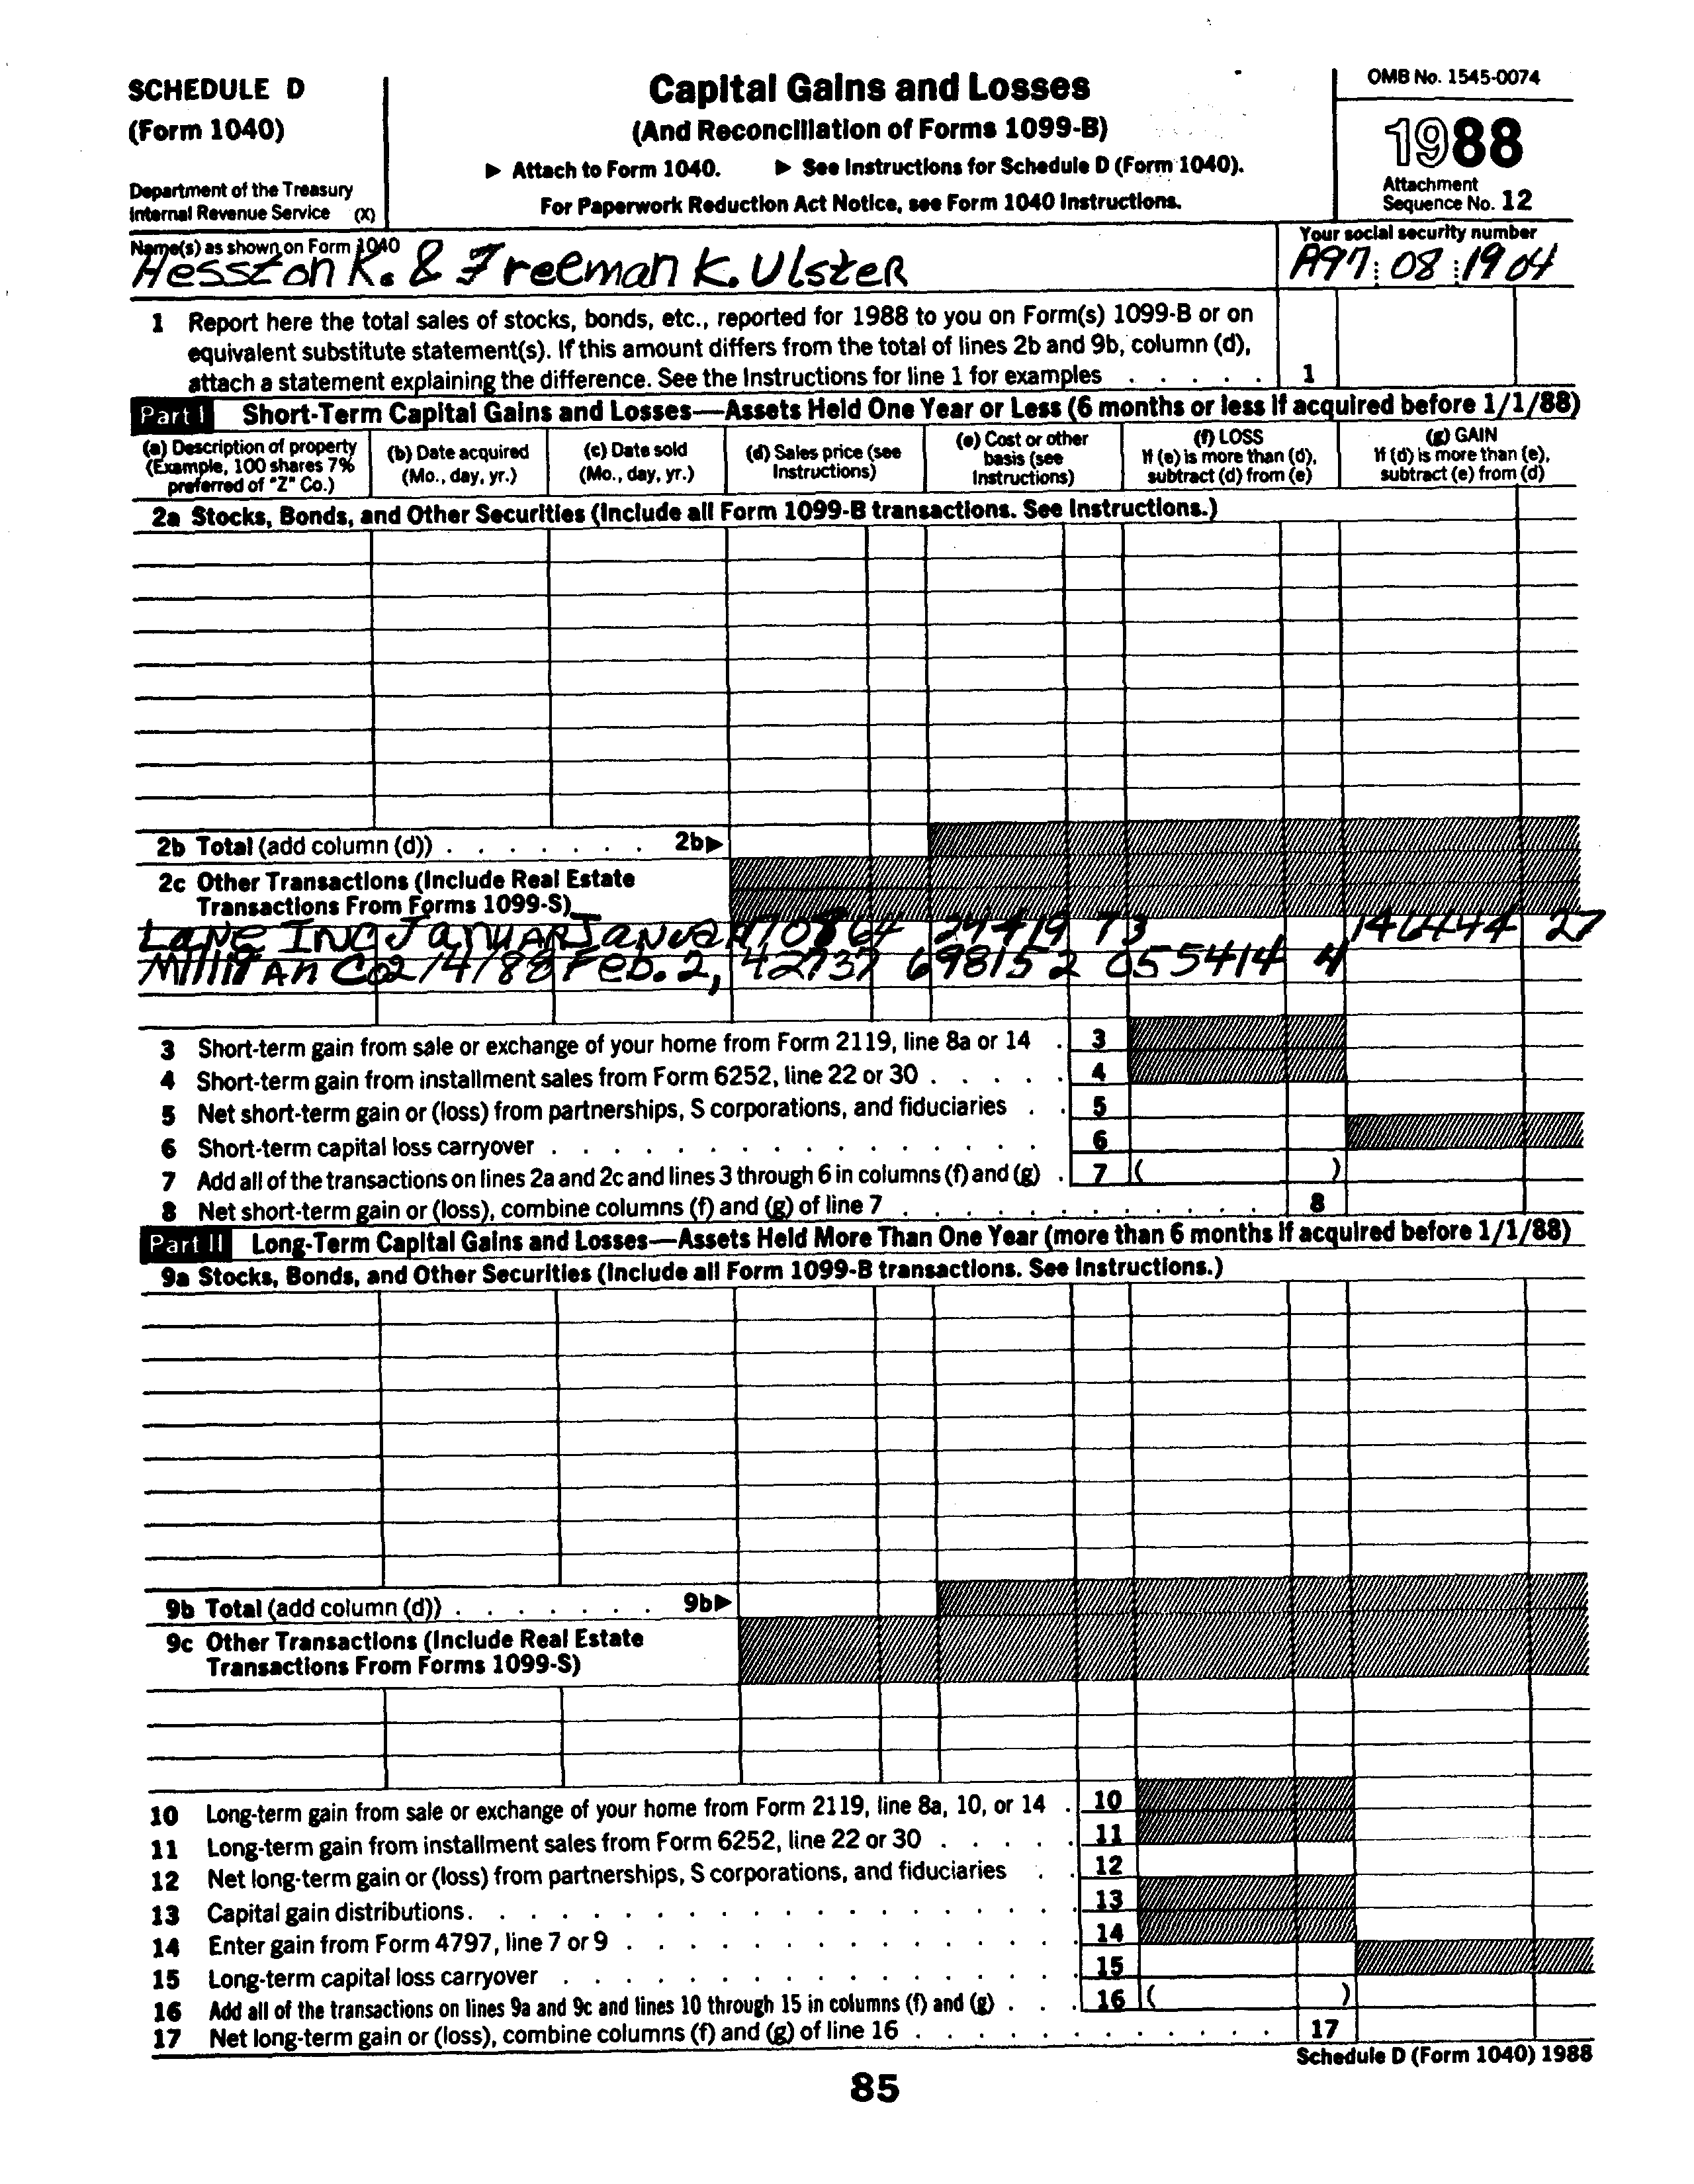 SCHEDULE D
(Form 1040)
Department of the Treasury
Internal Revenue Service (X)
Capital Gains and Losses
(And Reconciliation of Forms 1099-B)
▶ Attach to Form 1040. ▶ See Instructions for Schedule D (Form 1040).
For Paperwork Reduction Act Notice, see Form 1040 Instructions.
OMB No. 1545-0074
1988
Attachment
Sequence No. 12
Name(s) as shown on Form 1040
Hesston K. & Freeman K. Ulster
Your social security number
A97 08 1904
1 Report here the total sales of stocks, bonds, etc., reported for 1988 to you on Form(s) 1099-B or on
equivalent substitute statement(s). If this amount differs from the total of lines 2b and 9b, column (d),
attach a statement explaining the difference. See the Instructions for line 1 for examples . . . . . 1
Part I Short-Term Capital Gains and Losses—Assets Held One Year or Less (6 months or less if acquired before 1/1/88)
(a) Description of property
(Example, 100 shares 7%
preferred of "Z" Co.)
(b) Date acquired
(Mo., day, yr.)
(c) Date sold
(Mo., day, yr.)
(d) Sales price (see
Instructions)
(e) Cost or other
basis (see
Instructions)
(f) LOSS
If (e) is more than (d),
subtract (d) from (e)
(g) GAIN
If (d) is more than (e),
subtract (e) from (d)
2a Stocks, Bonds, and Other Securities (Include all Form 1099-B transactions. See Instructions.)
2b Total (add column (d)) . . . . . . . 2b▶
2c Other Transactions (Include Real Estate
Transactions From Forms 1099-S)
Lane Inc 24419 73 27
Co 2/4/88 Feb. 2, 42737 698152 055414 4
3 Short-term gain from sale or exchange of your home from Form 2119, line 8a or 14 . 3
4 Short-term gain from installment sales from Form 6252, line 22 or 30 . . . . . 4
5 Net short-term gain or (loss) from partnerships, S corporations, and fiduciaries . . 5
6 Short-term capital loss carryover . . . . . . . . . . . . . . . . 6
7 Add all of the transactions on lines 2a and 2c and lines 3 through 6 in columns (f) and (g) . 7 ( )
8 Net short-term gain or (loss), combine columns (f) and (g) of line 7 . . . . . . . . . . . . 8
Part II Long-Term Capital Gains and Losses—Assets Held More Than One Year (more than 6 months if acquired before 1/1/88)
9a Stocks, Bonds, and Other Securities (Include all Form 1099-B transactions. See Instructions.)
9b Total (add column (d)) . . . . . . . 9b▶
9c Other Transactions (Include Real Estate
Transactions From Forms 1099-S)
10 Long-term gain from sale or exchange of your home from Form 2119, line 8a, 10, or 14 . 10
11 Long-term gain from installment sales from Form 6252, line 22 or 30 . . . . . 11
12 Net long-term gain or (loss) from partnerships, S corporations, and fiduciaries . . 12
13 Capital gain distributions. . . . . . . . . . . . . . . . . . . . 13
14 Enter gain from Form 4797, line 7 or 9 . . . . . . . . . . . . . . 14
15 Long-term capital loss carryover . . . . . . . . . . . . . . . . 15
16 Add all of the transactions on lines 9a and 9c and lines 10 through 15 in columns (f) and (g) . . . 16 ( )
17 Net long-term gain or (loss), combine columns (f) and (g) of line 16 . . . . . . . . . . . . 17
Schedule D (Form 1040) 1988
85